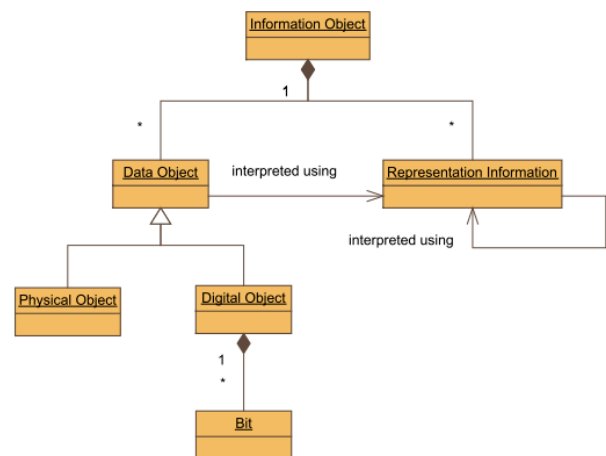 Information Object
1
*
*
Data Object
interpreted using
Representation Information
interpreted using
Physical Object
Digital Object
1
*
Bit